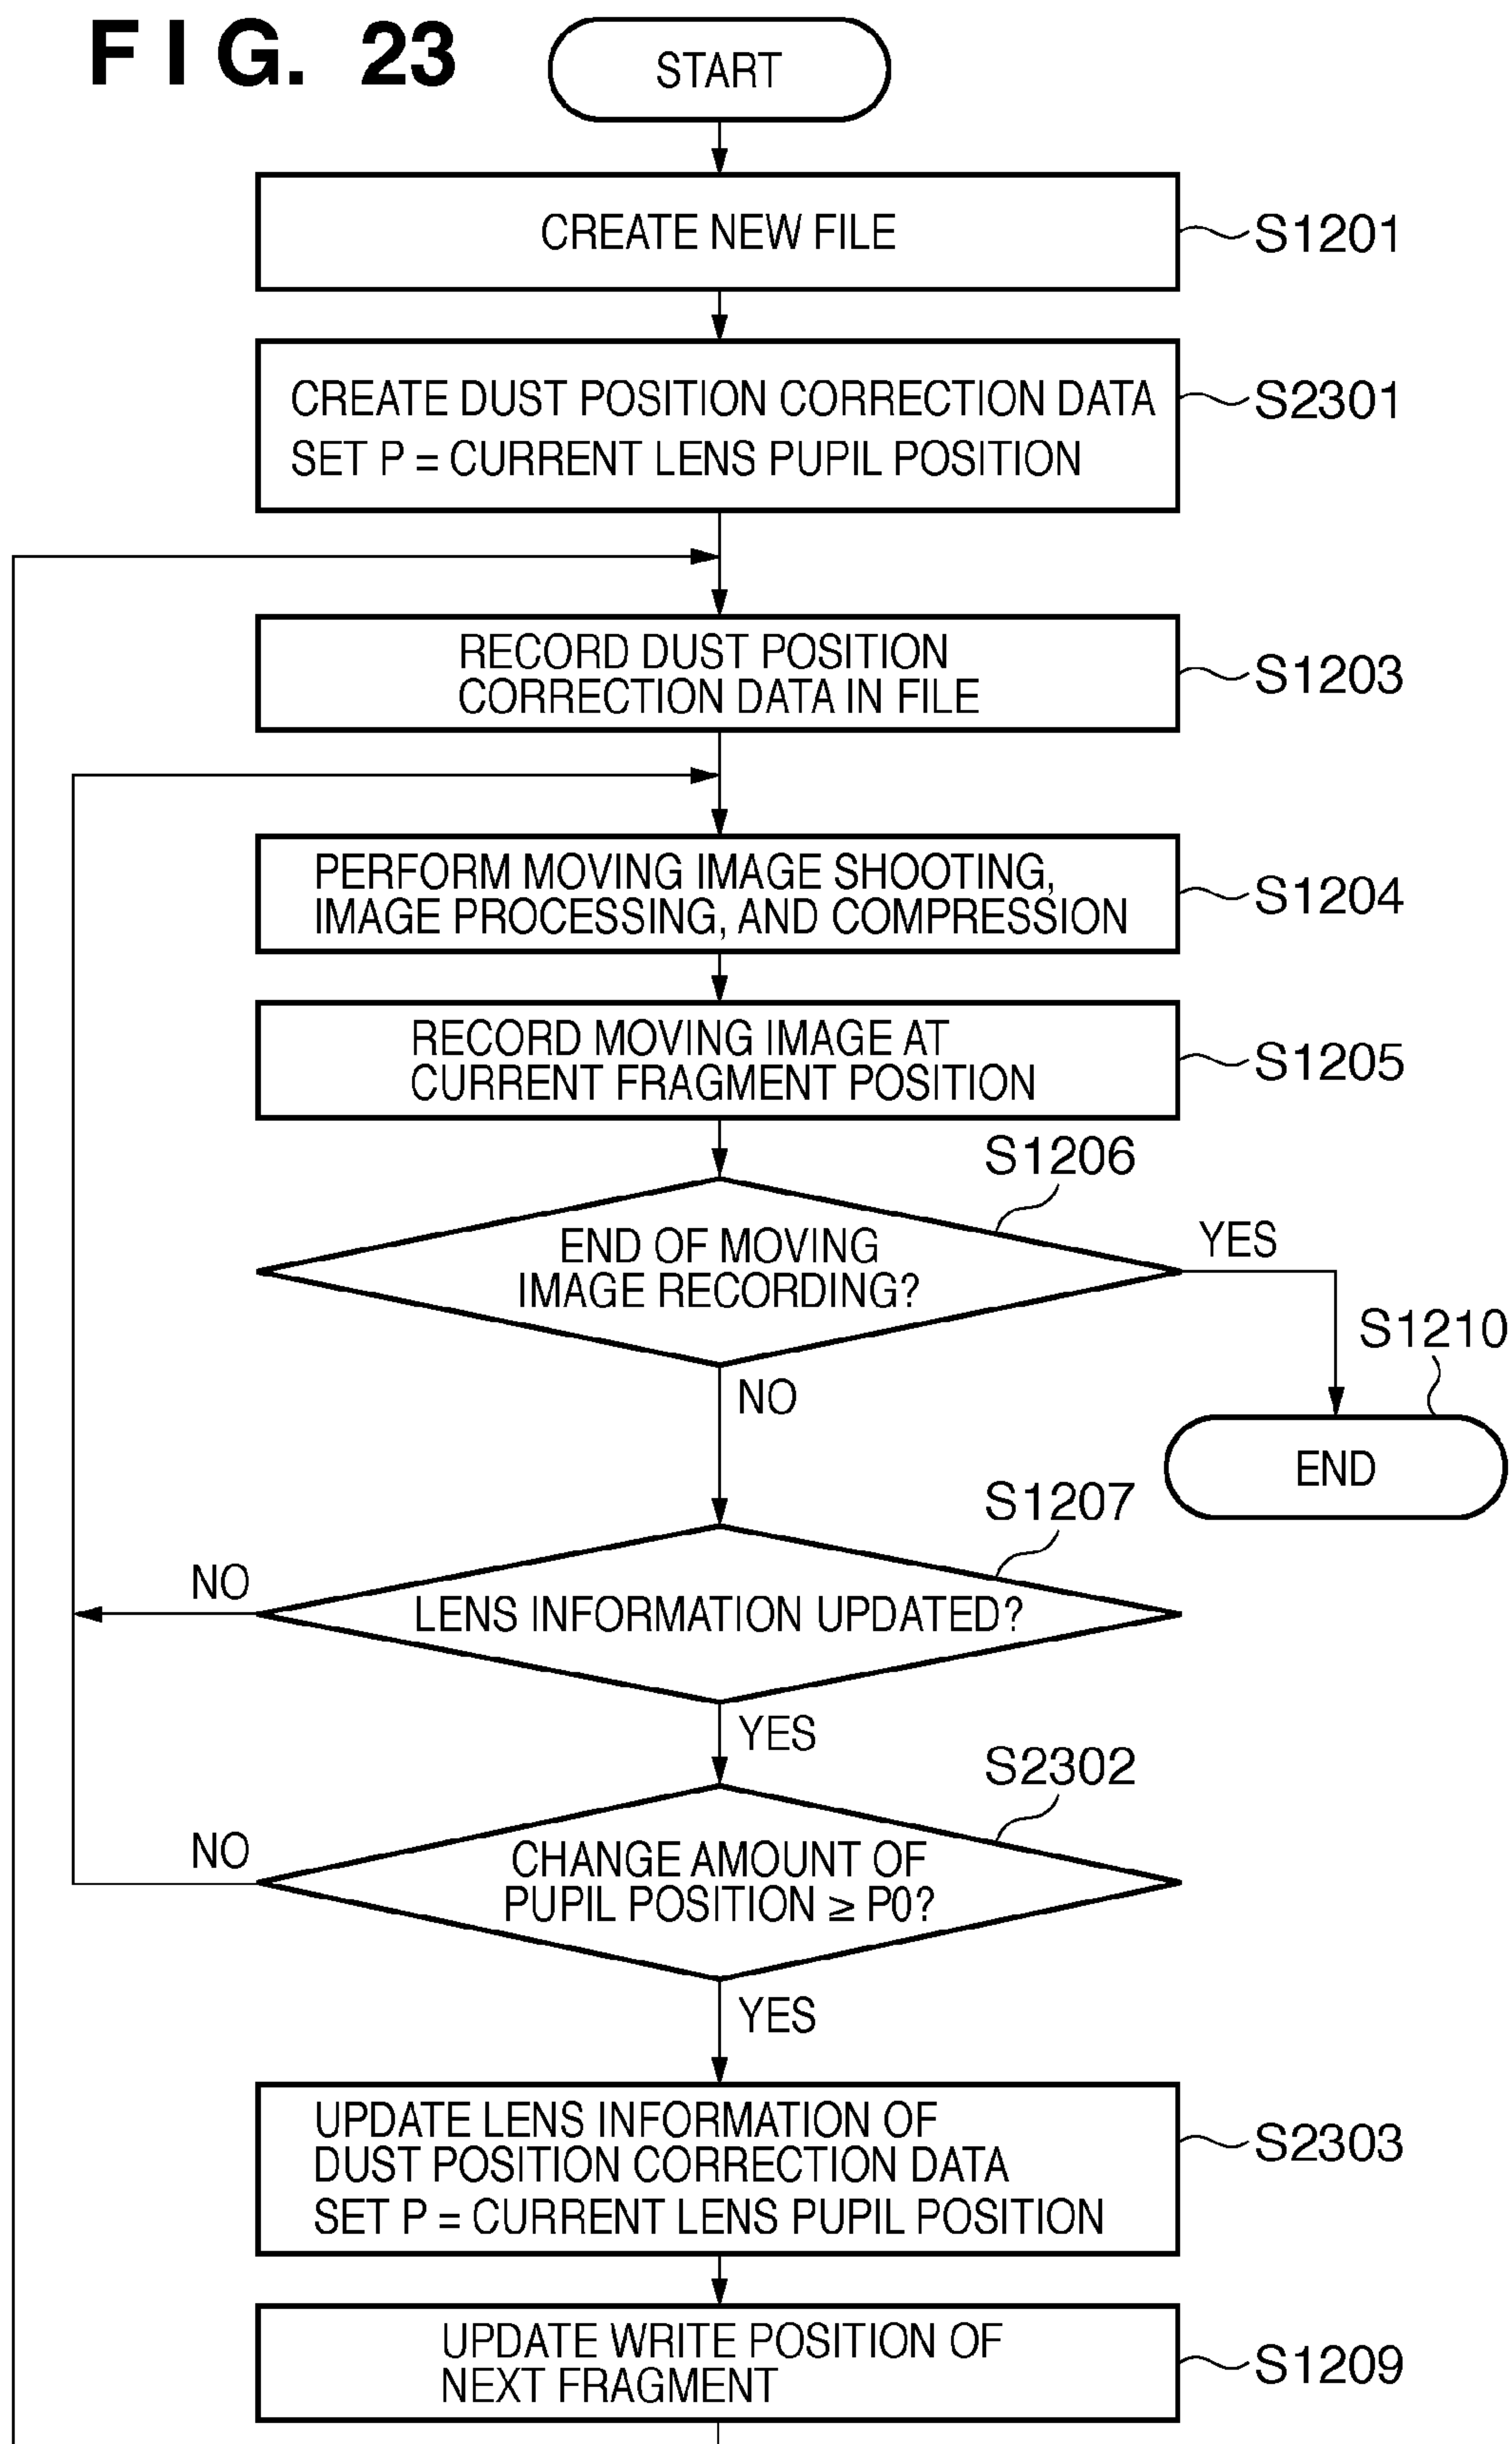 FIG. 23
START
CREATE NEW FILE
S1201
CREATE DUST POSITION CORRECTION DATA
SET P = CURRENT LENS PUPIL POSITION
S2301
RECORD DUST POSITION
CORRECTION DATA IN FILE
S1203
PERFORM MOVING IMAGE SHOOTING,
IMAGE PROCESSING, AND COMPRESSION
S1204
RECORD MOVING IMAGE AT
CURRENT FRAGMENT POSITION
S1205
S1206
END OF MOVING
IMAGE RECORDING?
YES
NO
S1210
END
S1207
LENS INFORMATION UPDATED?
NO
YES
S2302
CHANGE AMOUNT OF
PUPIL POSITION ≥ P0?
NO
YES
UPDATE LENS INFORMATION OF
DUST POSITION CORRECTION DATA
SET P = CURRENT LENS PUPIL POSITION
S2303
UPDATE WRITE POSITION OF
NEXT FRAGMENT
S1209